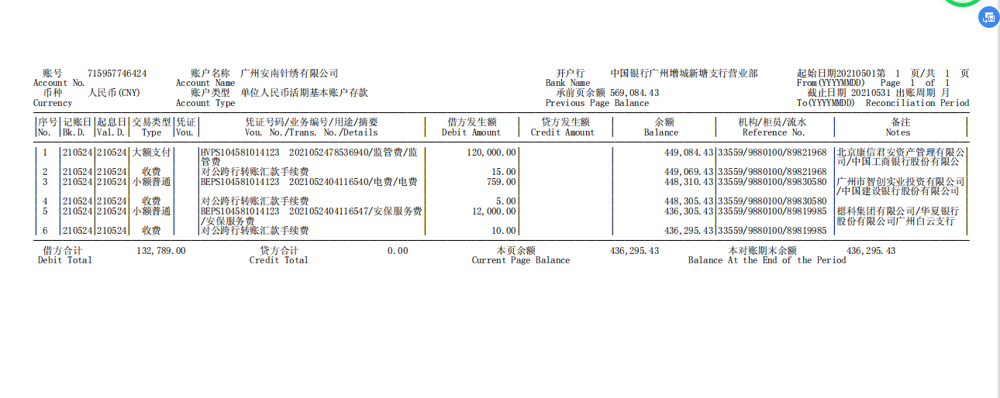 账号 715957746424 账户名称 广州安南针绣有限公司 开户行 中国银行广州增城新塘支行营业部 起始日期20210501第 1 页/共 1 页
Account No. Account Name Bank Name From(YYYYMMDD) Page 1 of 1
币种 人民币(CNY) 账户类型 单位人民币活期基本账户存款 承前页余额 569,084.43 截止日期 20210531 出账周期 月
Currency Account Type Previous Page Balance To(YYYYMMDD) Reconciliation Period
序号 记账日 起息日 交易类型 凭证 凭证号码/业务编号/用途/摘要 借方发生额 贷方发生额 余额 机构/柜员/流水 备注
No. Bk.D. Val.D. Type Vou. Vou. No./Trans. No./Details Debit Amount Credit Amount Balance Reference No. Notes
1 210524 210524 大额支付 HVPS104581014123 2021052478536940/监管费/监 120,000.00 449,084.43 33559/9880100/89821968 北京康信君安资产管理有限公
管费 司/中国工商银行股份有限公
2 210524 210524 收费 对公跨行转账汇款手续费 15.00 449,069.43 33559/9880100/89821968
3 210524 210524 小额普通 BEPS104581014123 2021052404116540/电费/电费 759.00 448,310.43 33559/9880100/89830580 广州市智创实业投资有限公司
/中国建设银行股份有限公司
4 210524 210524 收费 对公跨行转账汇款手续费 5.00 448,305.43 33559/9880100/89830580
5 210524 210524 小额普通 BEPS104581014123 2021052404116547/安保服务费 12,000.00 436,305.43 33559/9880100/89819985 楒科集团有限公司/华夏银行
/安保服务费 股份有限公司广州白云支行
6 210524 210524 收费 对公跨行转账汇款手续费 10.00 436,295.43 33559/9880100/89819985
借方合计 132,789.00 贷方合计 0.00 本页余额 436,295.43 本对账期末余额 436,295.43
Debit Total Credit Total Current Page Balance Balance At the End of the Period